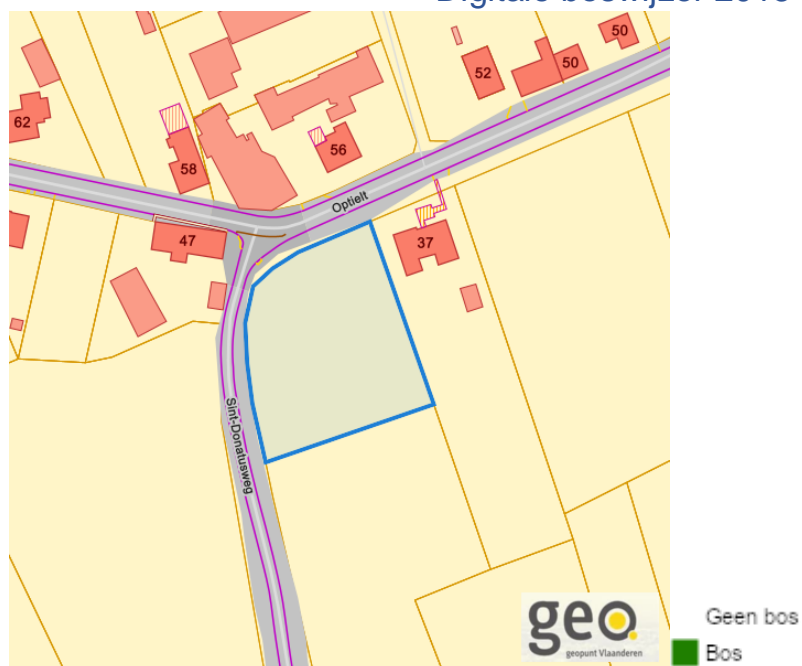 50
52
50
62
58
56
Optielt
47
37
Sint-Donatusweg
geo.
geopunt Vlaanderen
Geen bos
Bos